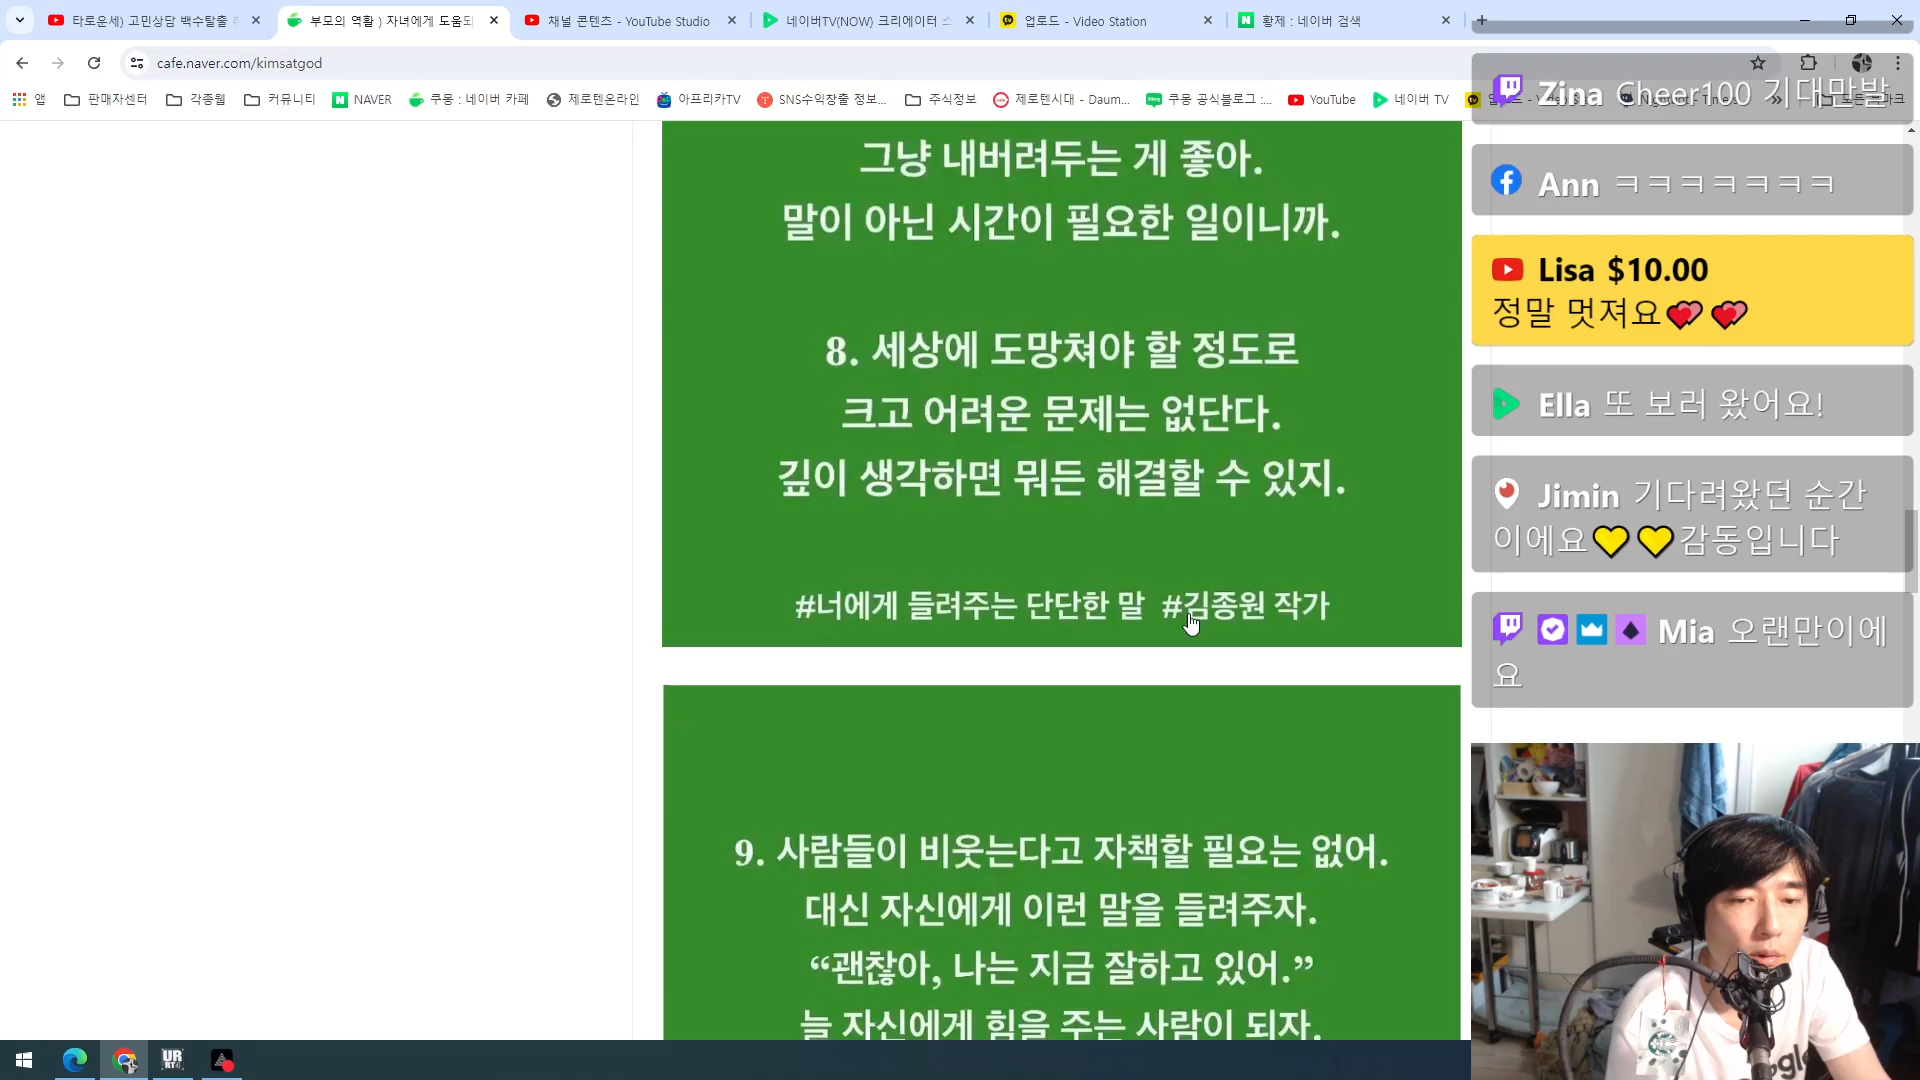 타로운세) 고민상담 백수탈출
부모의 역활 ) 자녀에게 도움되
채널 콘텐츠 - YouTube Studio
네이버TV(NOW) 크리에이터 스
업로드 - Video Station
황제 : 네이버 검색
cafe.naver.com/kimsatgod
앱
판매자센터
각종웹
커뮤니티
NAVER
쿠몽 : 네이버 카페
제로텐온라인
아프리카TV
SNS수익창출 정보...
주식정보
제로텐시대 - Daum...
쿠몽 공식블로그 :...
YouTube
네이버 TV
그냥 내버려두는 게 좋아.
말이 아닌 시간이 필요한 일이니까.
8. 세상에 도망쳐야 할 정도로
크고 어려운 문제는 없단다.
깊이 생각하면 뭐든 해결할 수 있지.
#너에게 들려주는 단단한 말 #김종원 작가
9. 사람들이 비웃는다고 자책할 필요는 없어.
대신 자신에게 이런 말을 들려주자.
“괜찮아, 나는 지금 잘하고 있어.”
늘 자신에게 힘을 주는 사람이 되자.
Zina Cheer100 기대만발
Ann ㅋㅋㅋㅋㅋㅋㅋ
Lisa $10.00
정말 멋져요💞💞
Ella 또 보러 왔어요!
Jimin 기다려왔던 순간
이에요💛💛감동입니다
Mia 오랜만이에
요
UR